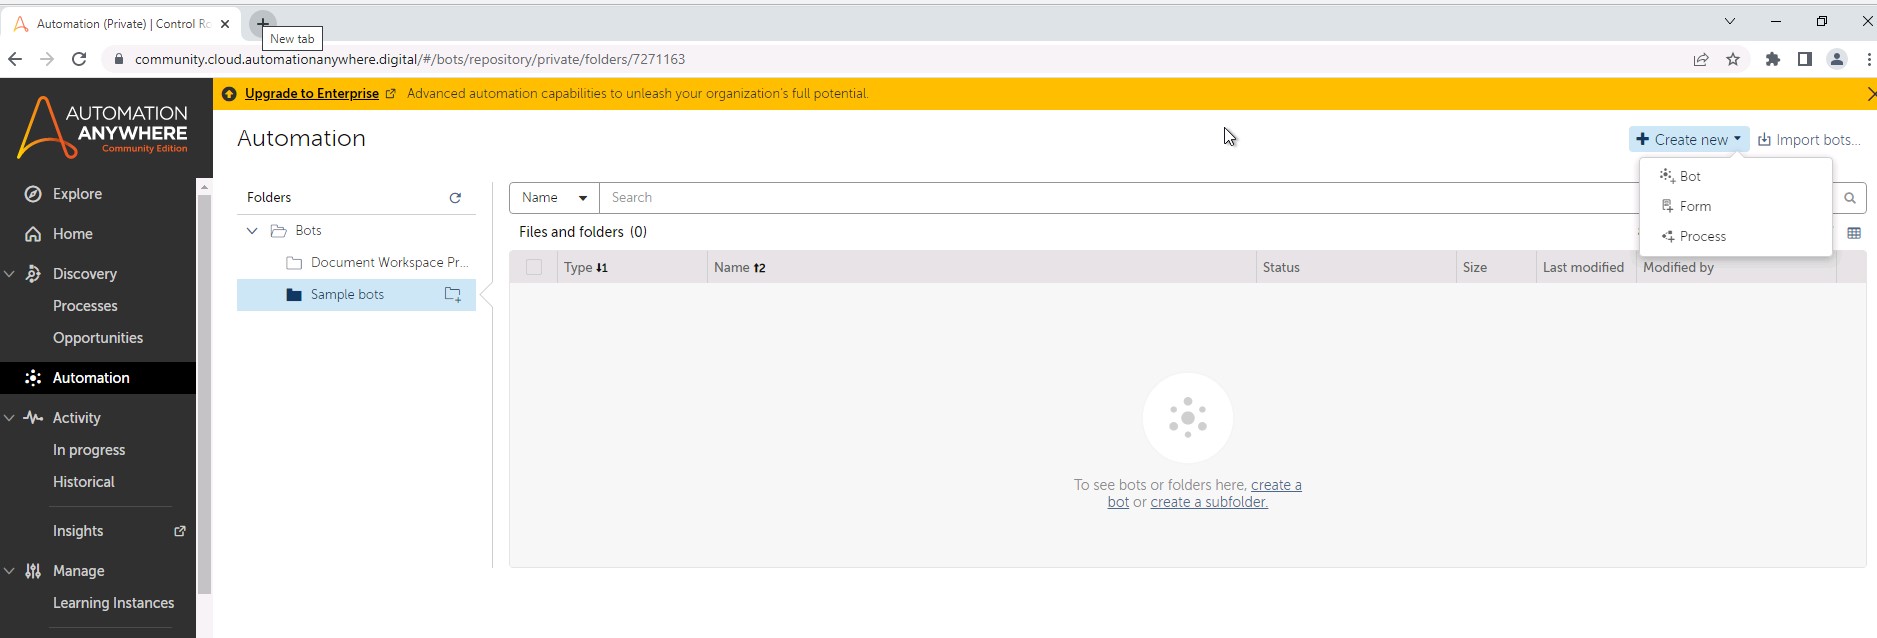 Automation (Private) | Control Ro
New tab
community.cloud.automationanywhere.digital/#/bots/repository/private/folders/7271163
AUTOMATION
ANYWHERE
Community Edition
Upgrade to Enterprise Advanced automation capabilities to unleash your organization's full potential.
Automation
Create new
Import bots...
Bot
Form
Process
Explore
Home
Discovery
Processes
Opportunities
Automation
Activity
In progress
Historical
Insights
Manage
Learning Instances
Folders
Bots
Document Workspace Pr...
Sample bots
Name Search
Files and folders (0)
Type ↓1 Name ↑2 Status Size Last modified Modified by
To see bots or folders here, create a
bot or create a subfolder.